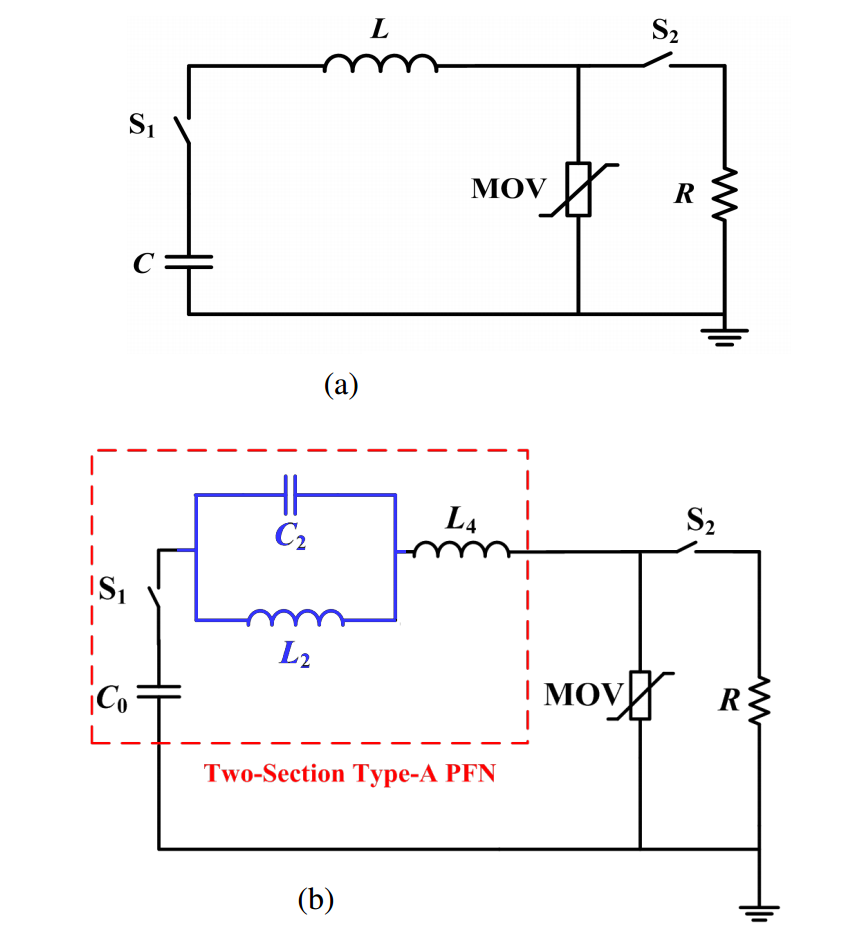 L
S₂
S₁
MOV
R
C
(a)
C₂
L₄
S₂
S₁
L₂
C₀
MOV
R
Two-Section Type-A PFN
(b)